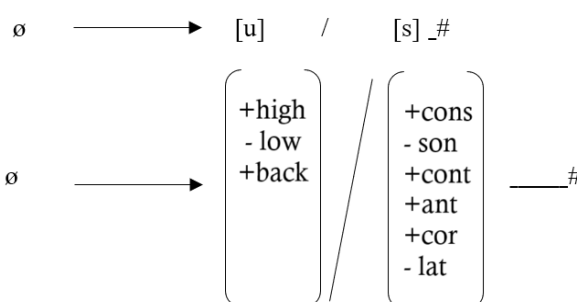 ø → [u] / [s] _#
+high
- low
+back
+cons
- son
+cont
+ant
+cor
- lat
ø → / _____#